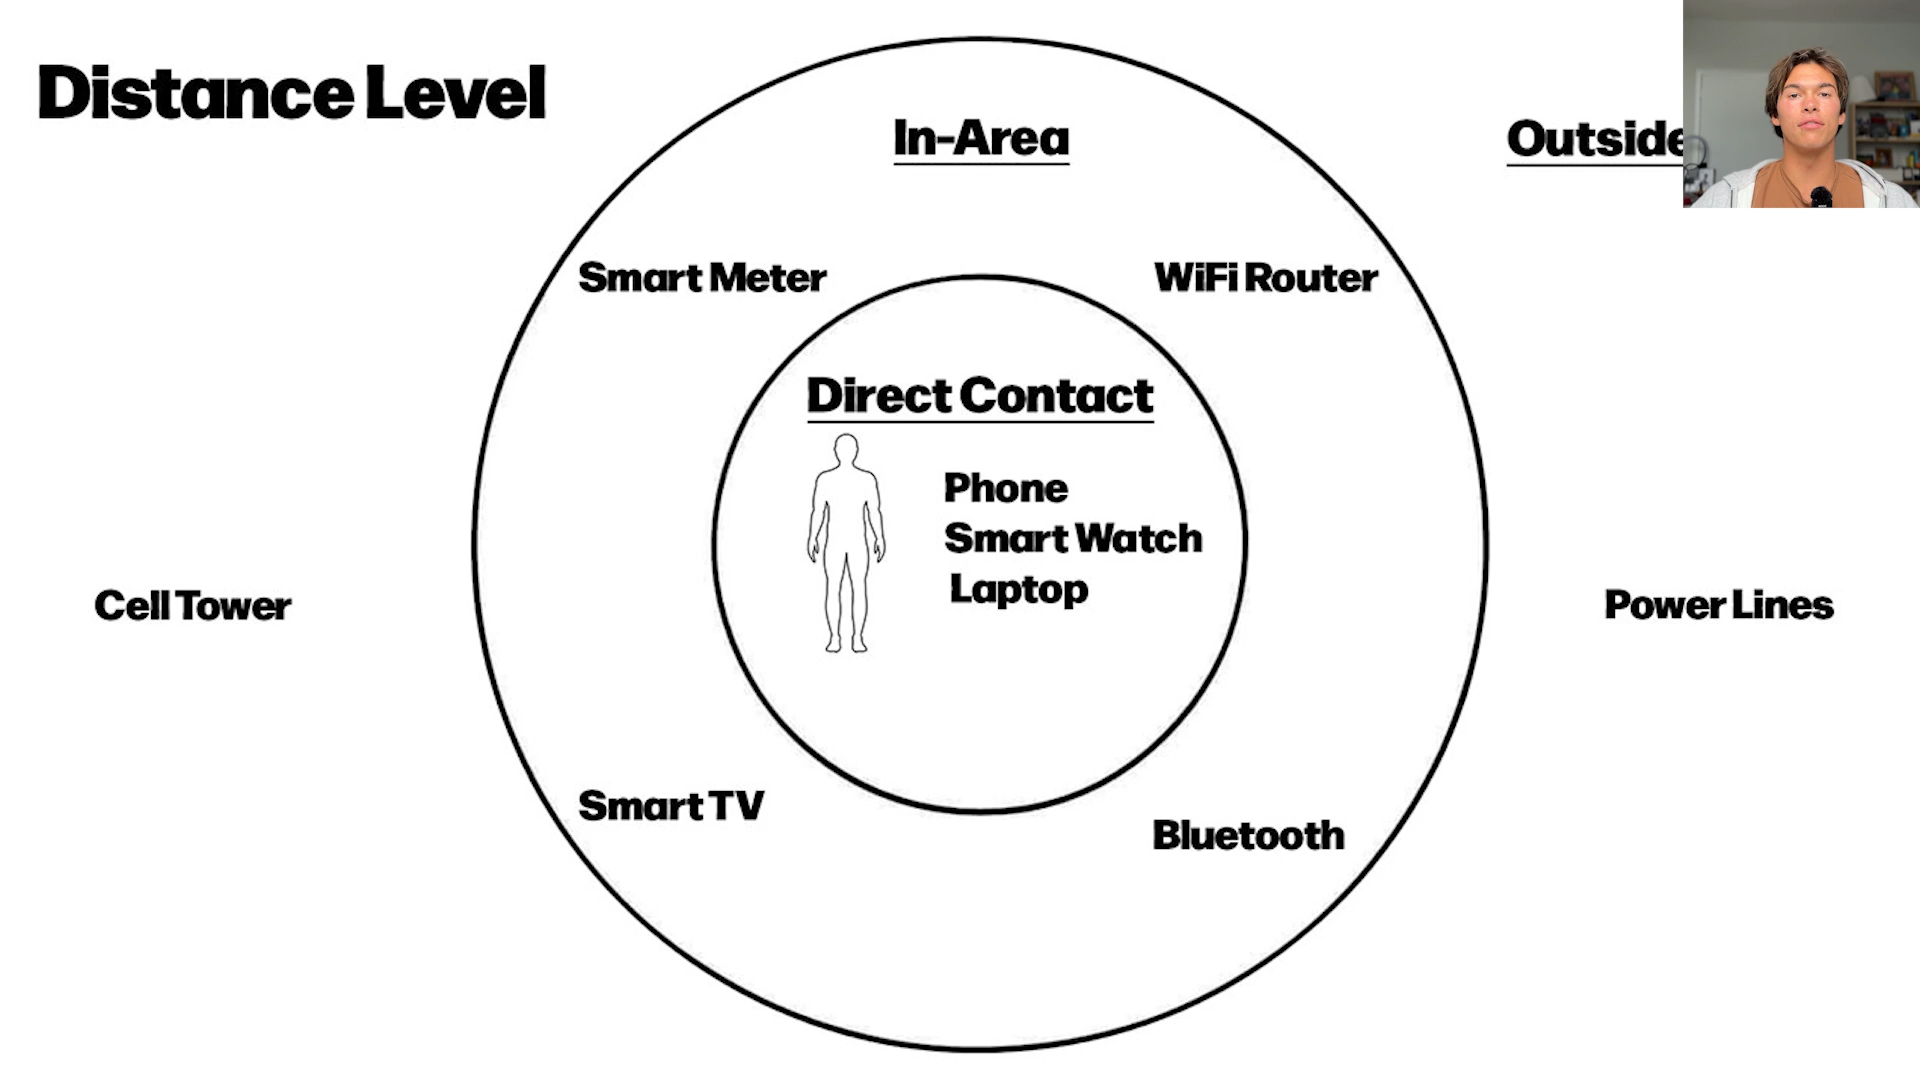 Distance Level
In-Area
Outside
Smart Meter
WiFi Router
Direct Contact
Phone
Smart Watch
Laptop
Cell Tower
Power Lines
Smart TV
Bluetooth